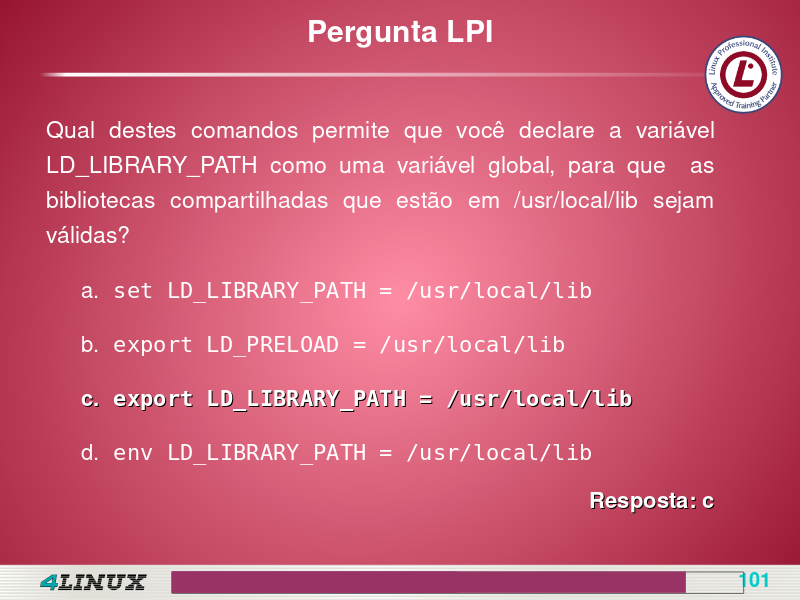 Pergunta LPI
Linux Professional Institute
Approved Training Partner
Qual destes comandos permite que você declare a variável
LD_LIBRARY_PATH como uma variável global, para que as
bibliotecas compartilhadas que estão em /usr/local/lib sejam
válidas?
a. set LD_LIBRARY_PATH = /usr/local/lib
b. export LD_PRELOAD = /usr/local/lib
c. export LD_LIBRARY_PATH = /usr/local/lib
d. env LD_LIBRARY_PATH = /usr/local/lib
Resposta: c
4LINUX
101